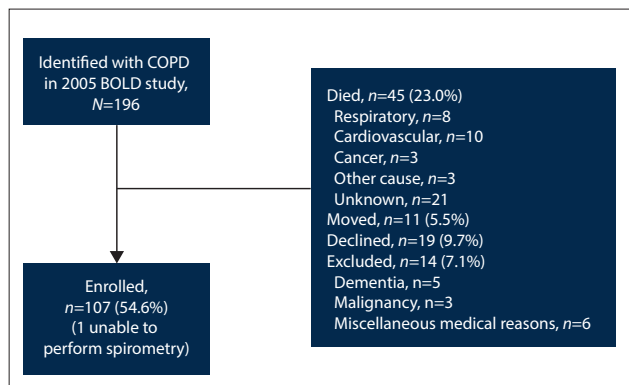 Identified with COPD
in 2005 BOLD study,
N=196
Died, n=45 (23.0%)
Respiratory, n=8
Cardiovascular, n=10
Cancer, n=3
Other cause, n=3
Unknown, n=21
Moved, n=11 (5.5%)
Declined, n=19 (9.7%)
Excluded, n=14 (7.1%)
Dementia, n=5
Malignancy, n=3
Miscellaneous medical reasons, n=6
Enrolled,
n=107 (54.6%)
(1 unable to
perform spirometry)